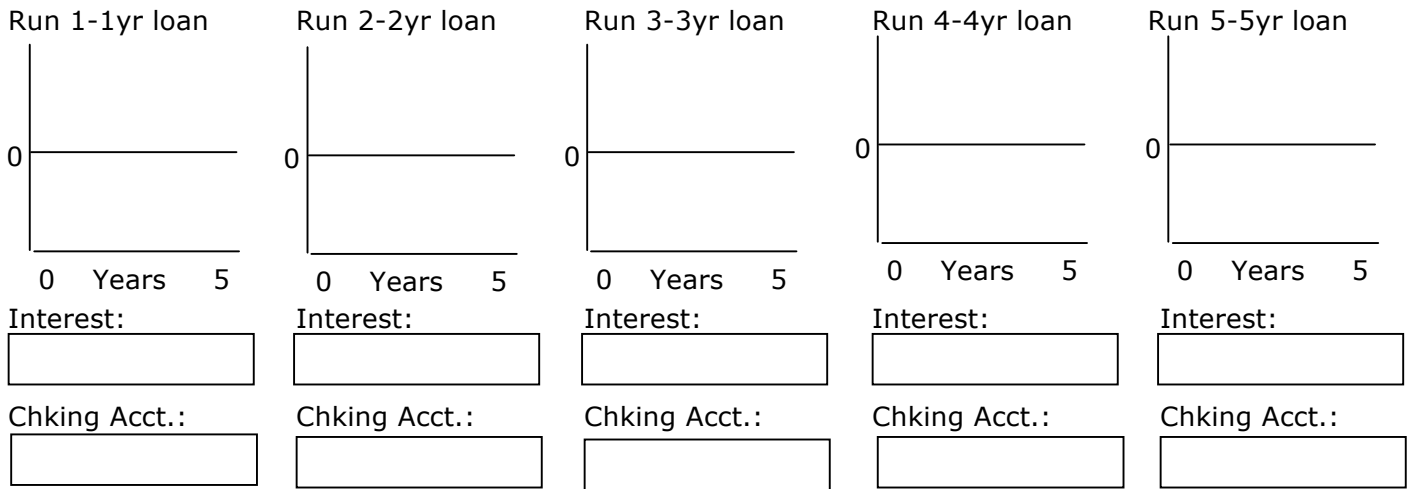 Run 1-1yr loan Run 2-2yr loan Run 3-3yr loan Run 4-4yr loan Run 5-5yr loan
0 0 0 0 0
0 Years 5 0 Years 5 0 Years 5 0 Years 5 0 Years 5
Interest: Interest: Interest: Interest: Interest:
Chking Acct.: Chking Acct.: Chking Acct.: Chking Acct.: Chking Acct.: